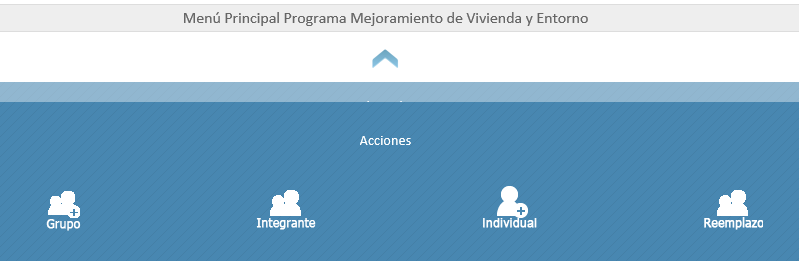 Menú Principal Programa Mejoramiento de Vivienda y Entorno
Acciones
Grupo
Integrante
Individual
Reemplazo